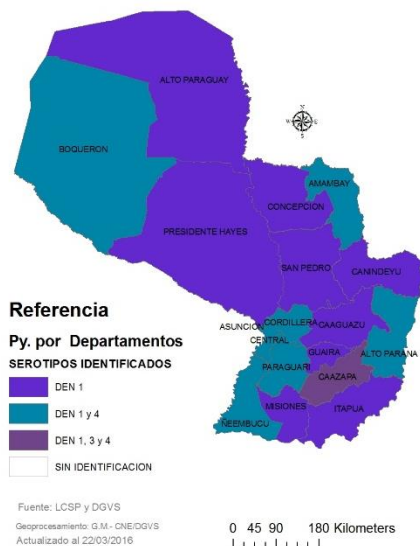 ALTO PARAGUAY
BOQUERON
N
AMAMBAY
CONCEPCION
PRESIDENTE HAYES
SAN PEDRO
CANINDEYU
ASUNCION
CORDILLERA
CAAGUAZU
CENTRAL
ALTO PARANA
GUAIRA
PARAGUARI
CAAZAPA
MISIONES
ITAPUA
ÑEEMBUCU
Referencia
Py. por Departamentos
SEROTIPOS IDENTIFICADOS
DEN 1
DEN 1 y 4
DEN 1, 3 y 4
SIN IDENTIFICACION
Fuente: LCSP y DGVS
Geoprocesamiento: G.M.- CNE/DGVS
Actualizado al 22/03/2016
0 45 90 180 Kilometers